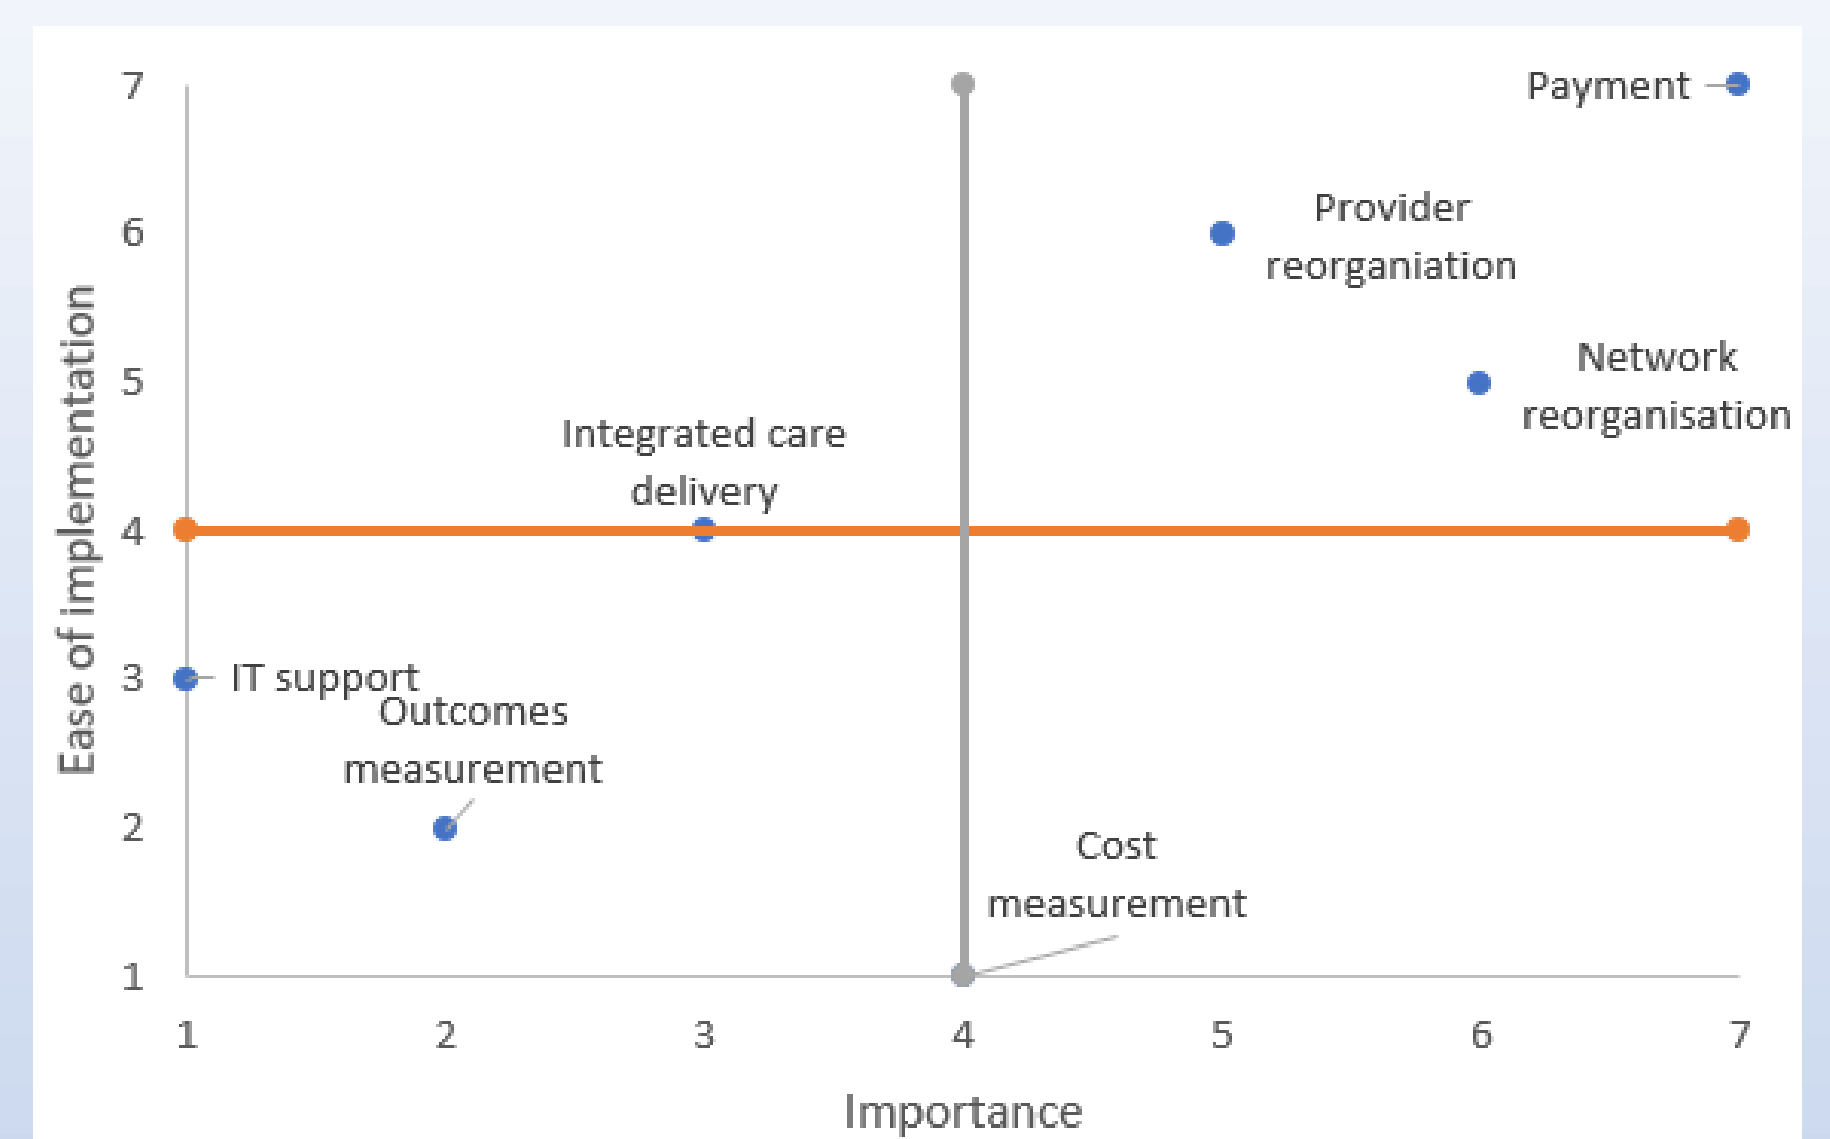 7
Payment
6
Provider
reorganiation
5
Network
reorganisation
Integrated care
delivery
4
3
IT support
Outcomes
measurement
2
Cost
measurement
1
1 2 3 4 5 6 7
Ease of implementation
Importance